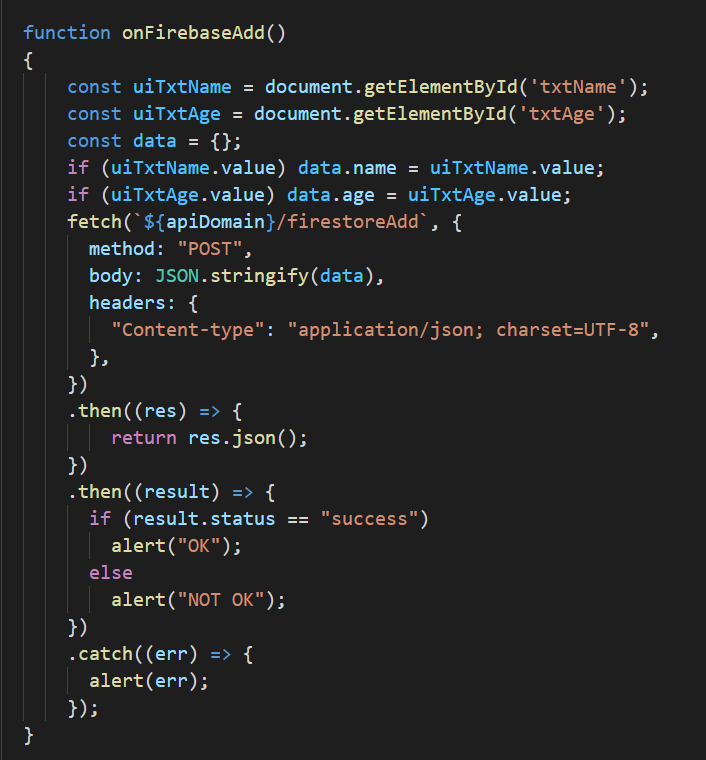 function onFirebaseAdd()
{
    const uiTxtName = document.getElementById('txtName');
    const uiTxtAge = document.getElementById('txtAge');
    const data = {};
    if (uiTxtName.value) data.name = uiTxtName.value;
    if (uiTxtAge.value) data.age = uiTxtAge.value;
    fetch(`${apiDomain}/firestoreAdd`, {
      method: "POST",
      body: JSON.stringify(data),
      headers: {
        "Content-type": "application/json; charset=UTF-8",
      },
    })
    .then((res) => {
        return res.json();
    })
    .then((result) => {
      if (result.status == "success")
        alert("OK");
      else
        alert("NOT OK");
    })
    .catch((err) => {
      alert(err);
    });
}